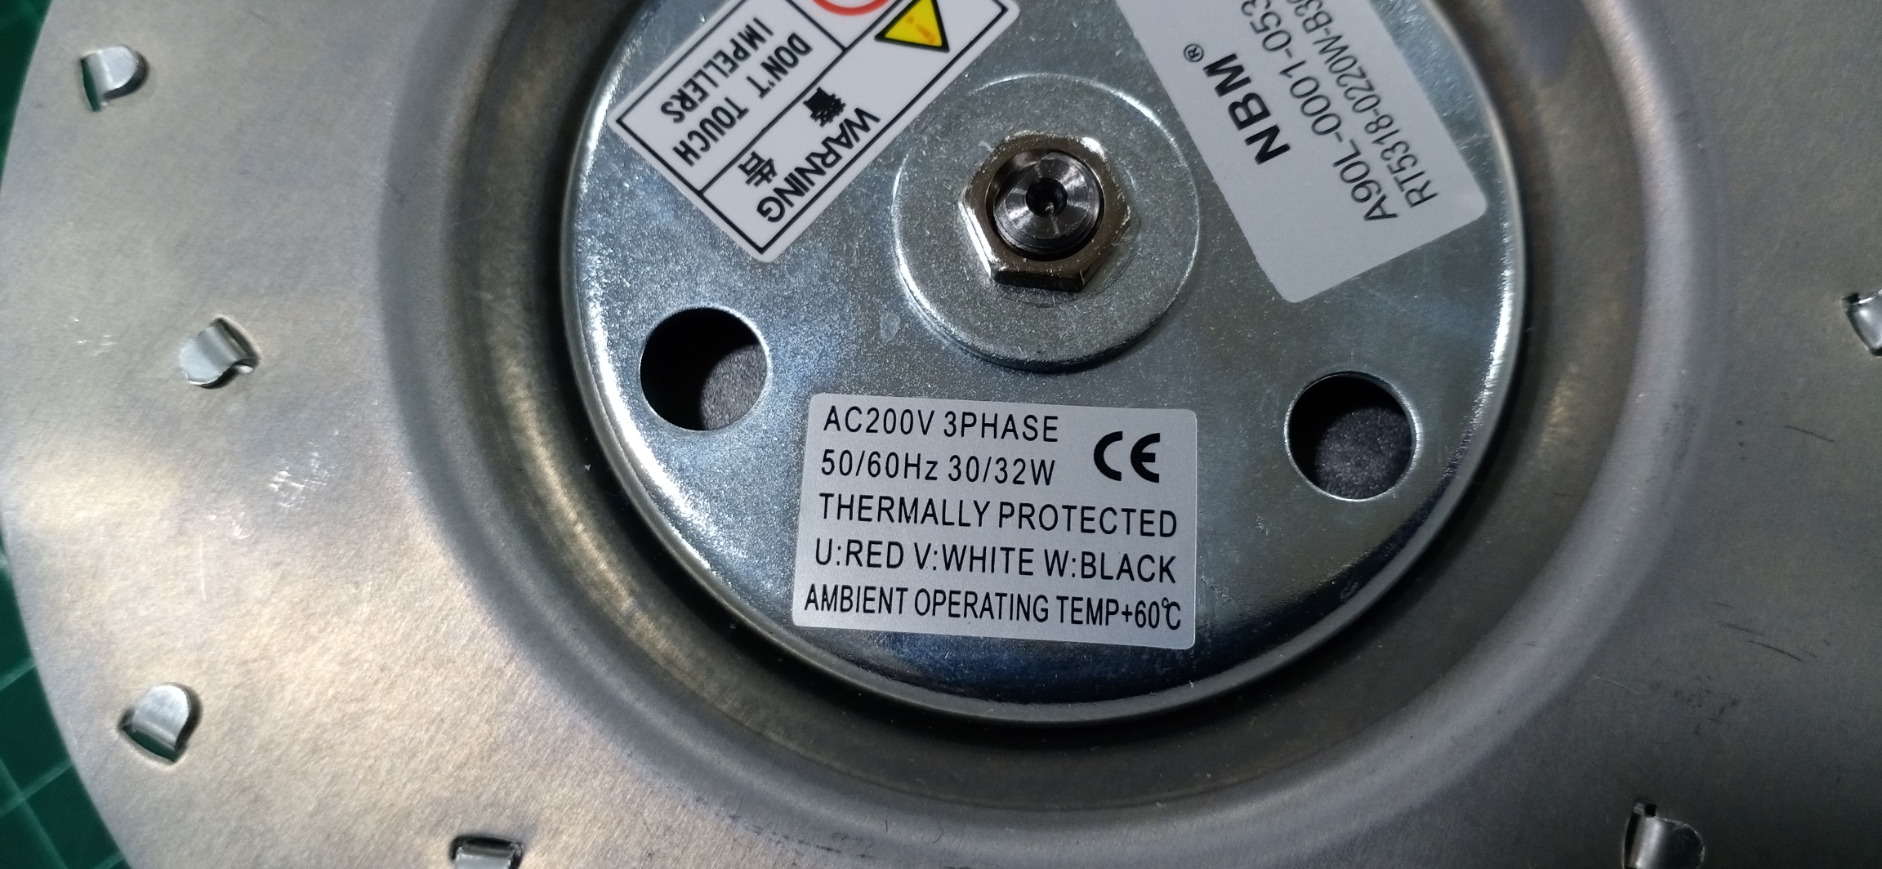 WARNING
警 告
DON'T TOUCH
IMPELLERS
NBM®
A90L-0001-053
RT5318-0220W-B3
AC200V 3PHASE
50/60Hz 30/32W
CE
THERMALLY PROTECTED
U:RED V:WHITE W:BLACK
AMBIENT OPERATING TEMP+60℃